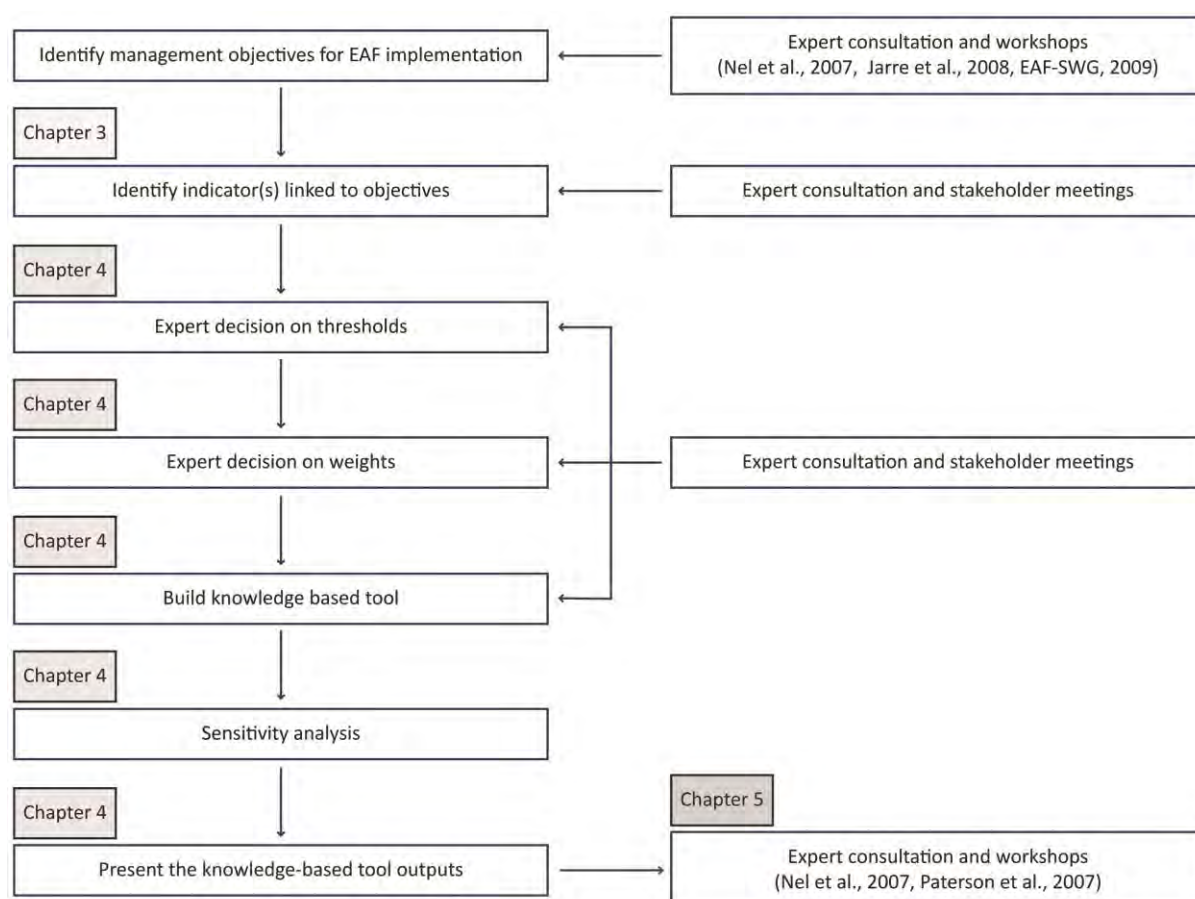 Identify management objectives for EAF implementation
Expert consultation and workshops
(Nel et al., 2007, Jarre et al., 2008, EAF-SWG, 2009)
Chapter 3
Identify indicator(s) linked to objectives
Expert consultation and stakeholder meetings
Chapter 4
Expert decision on thresholds
Chapter 4
Expert decision on weights
Expert consultation and stakeholder meetings
Chapter 4
Build knowledge based tool
Chapter 4
Sensitivity analysis
Chapter 4
Present the knowledge-based tool outputs
Chapter 5
Expert consultation and workshops
(Nel et al., 2007, Paterson et al., 2007)